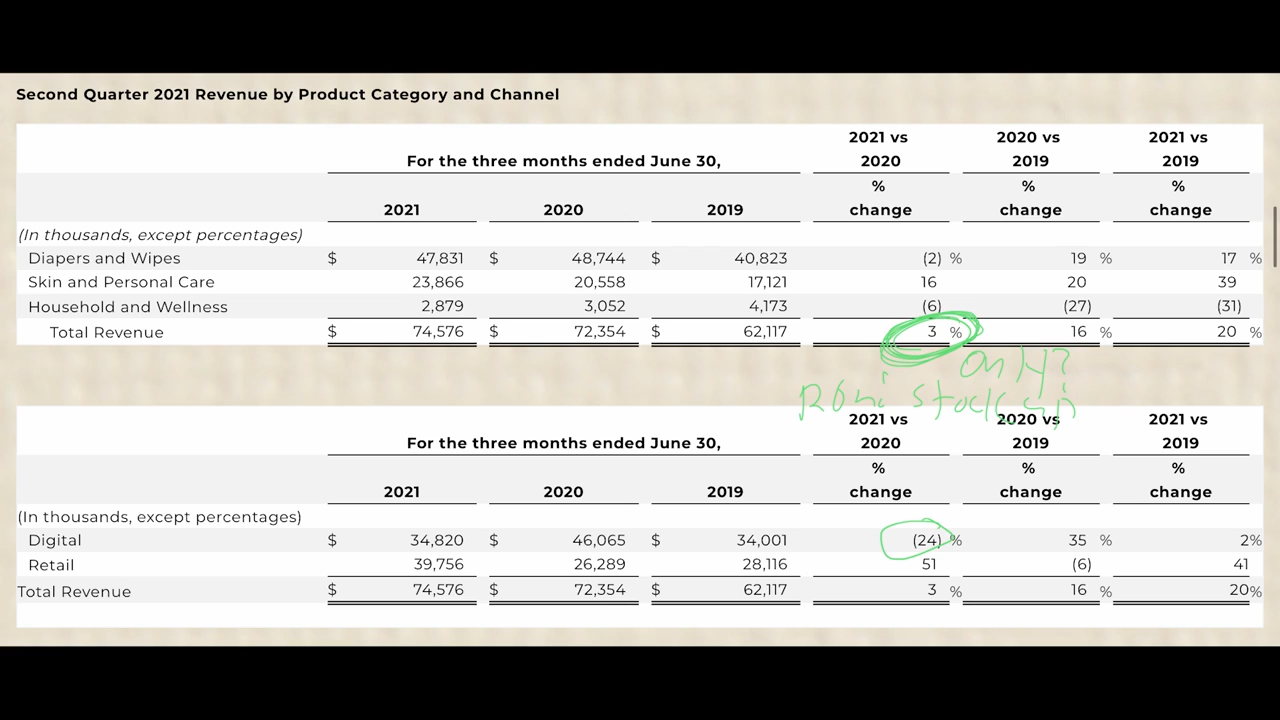 Second Quarter 2021 Revenue by Product Category and Channel
2021 vs 2020 vs 2021 vs
For the three months ended June 30, 2020 2019 2019
% % %
2021 2020 2019 change change change
(In thousands, except percentages)
Diapers and Wipes $ 47,831 $ 48,744 $ 40,823 (2) % 19 % 17 %
Skin and Personal Care 23,866 20,558 17,121 16 20 39
Household and Wellness 2,879 3,052 4,173 (6) (27) (31)
Total Revenue $ 74,576 $ 72,354 $ 62,117 3 % 16 % 20 %
only?
stock up
2021 vs 2020 vs 2021 vs
For the three months ended June 30, 2020 2019 2019
% % %
2021 2020 2019 change change change
(In thousands, except percentages)
Digital $ 34,820 $ 46,065 $ 34,001 (24) % 35 % 2%
Retail 39,756 26,289 28,116 51 (6) 41
Total Revenue $ 74,576 $ 72,354 $ 62,117 3 % 16 % 20%